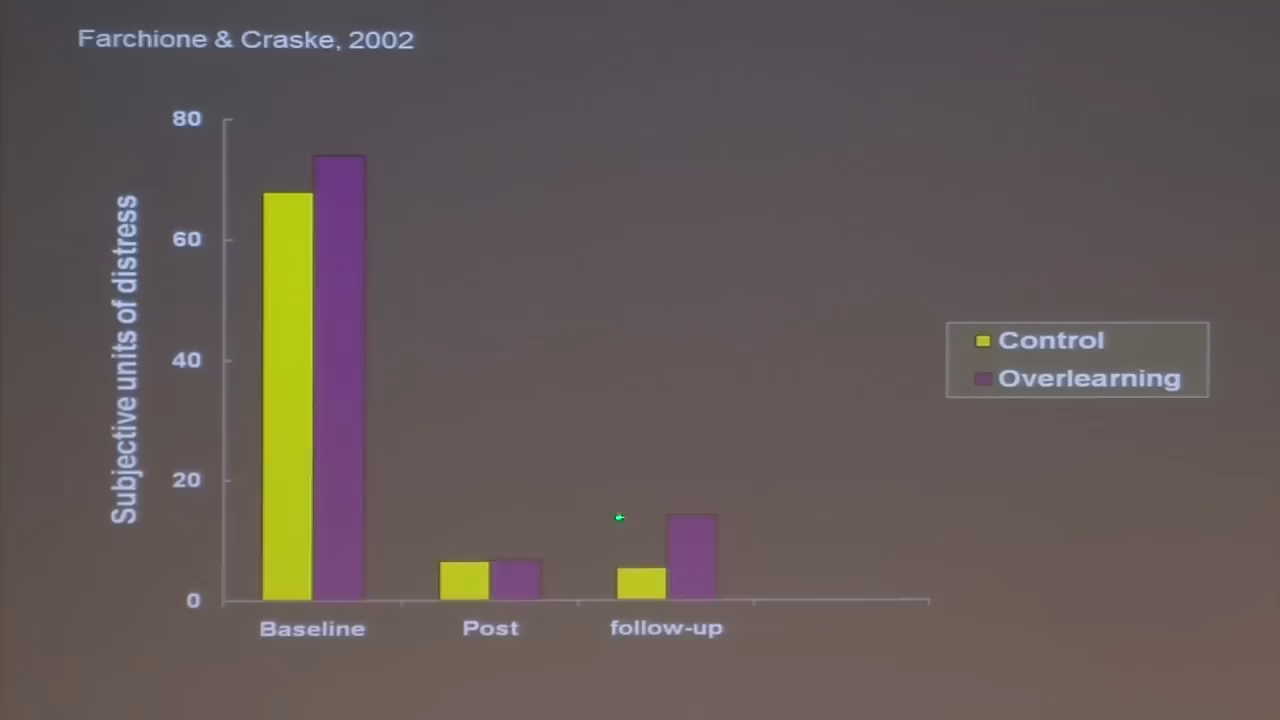 Farchione & Craske, 2002
80
60
40
20
0
Subjective units of distress
Baseline
Post
follow-up
Control
Overlearning